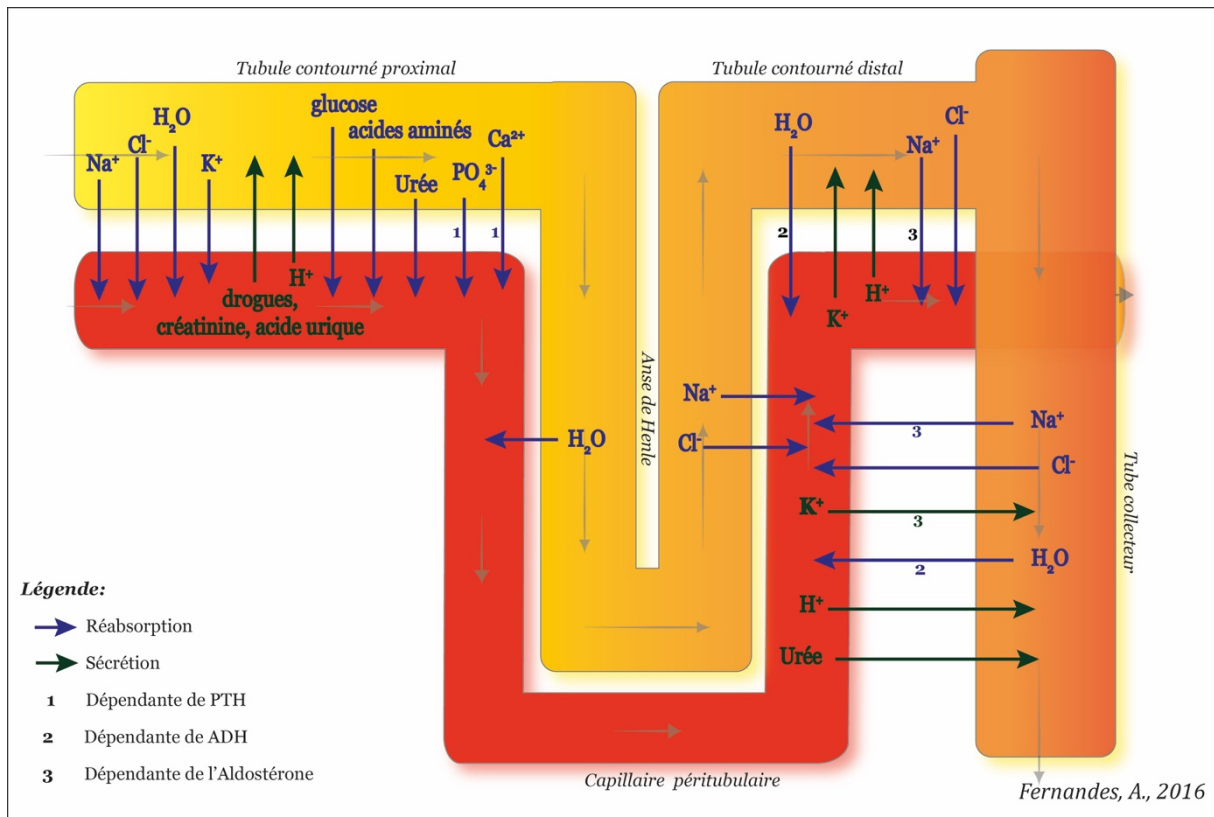 Tubule contourné proximal
Tubule contourné distal
Na⁺
Cl⁻
H₂O
K⁺
H⁺
drogues,
créatinine, acide urique
glucose
acides aminés
Urée
PO₄³⁻
Ca²⁺
1
1
H₂O
2
K⁺
H⁺
Na⁺
3
Cl⁻
H₂O
Anse de Henle
Na⁺
Cl⁻
Na⁺
3
Cl⁻
K⁺
3
H₂O
2
H⁺
Urée
Tube collecteur
Légende:
Réabsorption
Sécrétion
1 Dépendante de PTH
2 Dépendante de ADH
3 Dépendante de l'Aldostérone
Capillaire péritubulaire
Fernandes, A., 2016